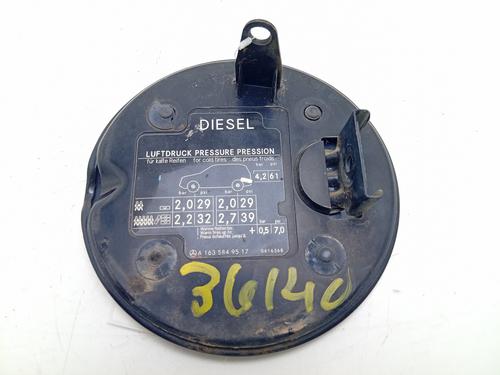 DIESEL
LUFTDRUCK PRESSURE PRESSION
für kalte Reifen for cold tires des pneus froids
4,2 61
bar psi bar psi
2,0 29 2,0 29
2,2 32 2,7 39
bar psi
+ 0,5 7,0
A 163 584 95 17
36140